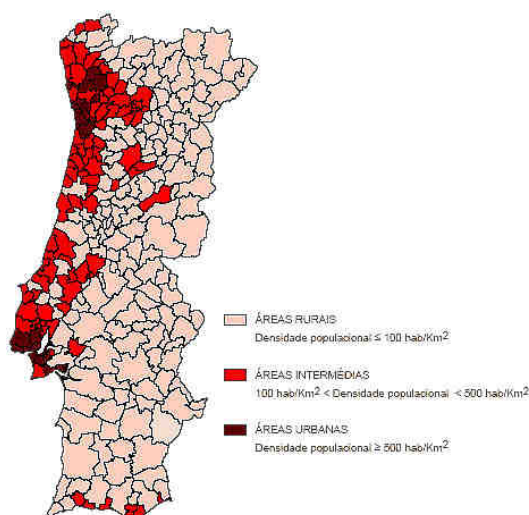 ÁREAS RURAIS
Densidade populacional ≤ 100 hab/Km2
ÁREAS INTERMÉDIAS
100 hab/Km2 < Densidade populacional < 500 hab/Km2
ÁREAS URBANAS
Densidade populacional ≥ 500 hab/Km2